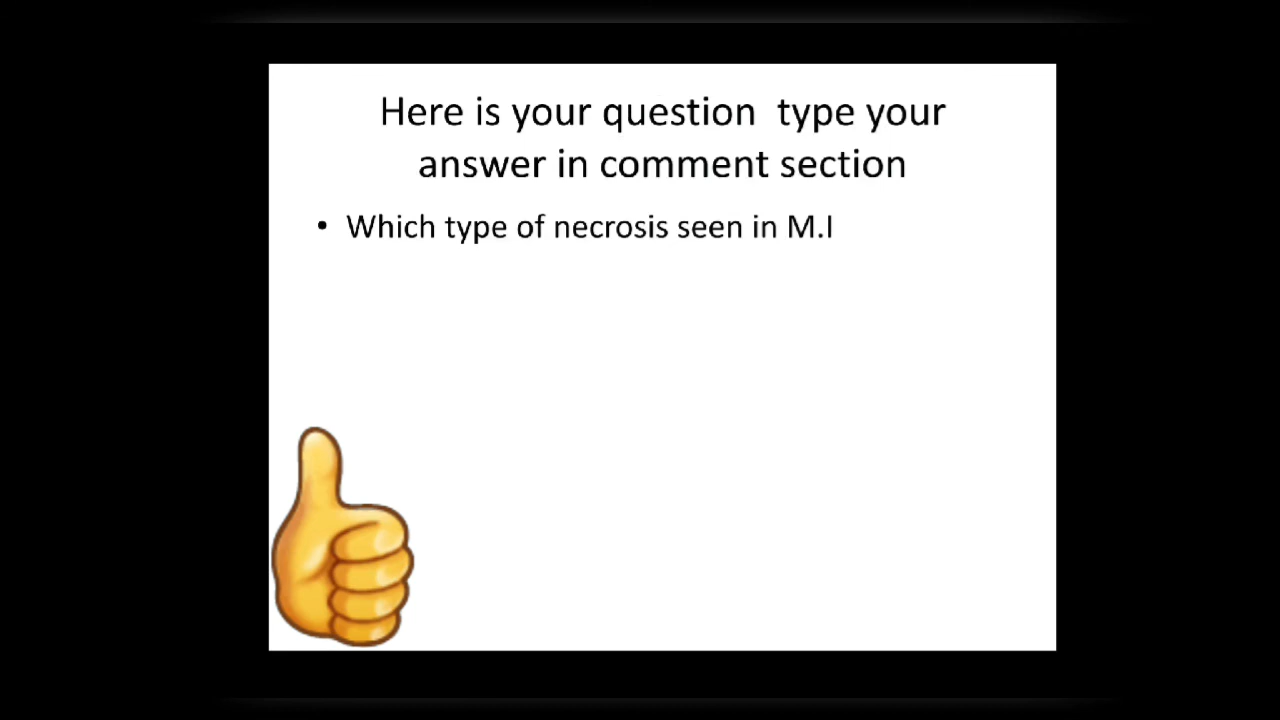 Here is your question  type your
answer in comment section
• Which type of necrosis seen in M.I